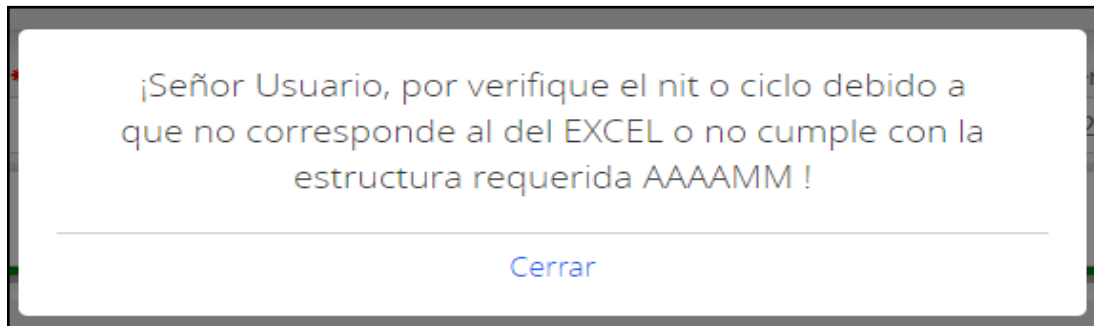 ¡Señor Usuario, por verifique el nit o ciclo debido a
que no corresponde al del EXCEL o no cumple con la
estructura requerida AAAAMM !
Cerrar